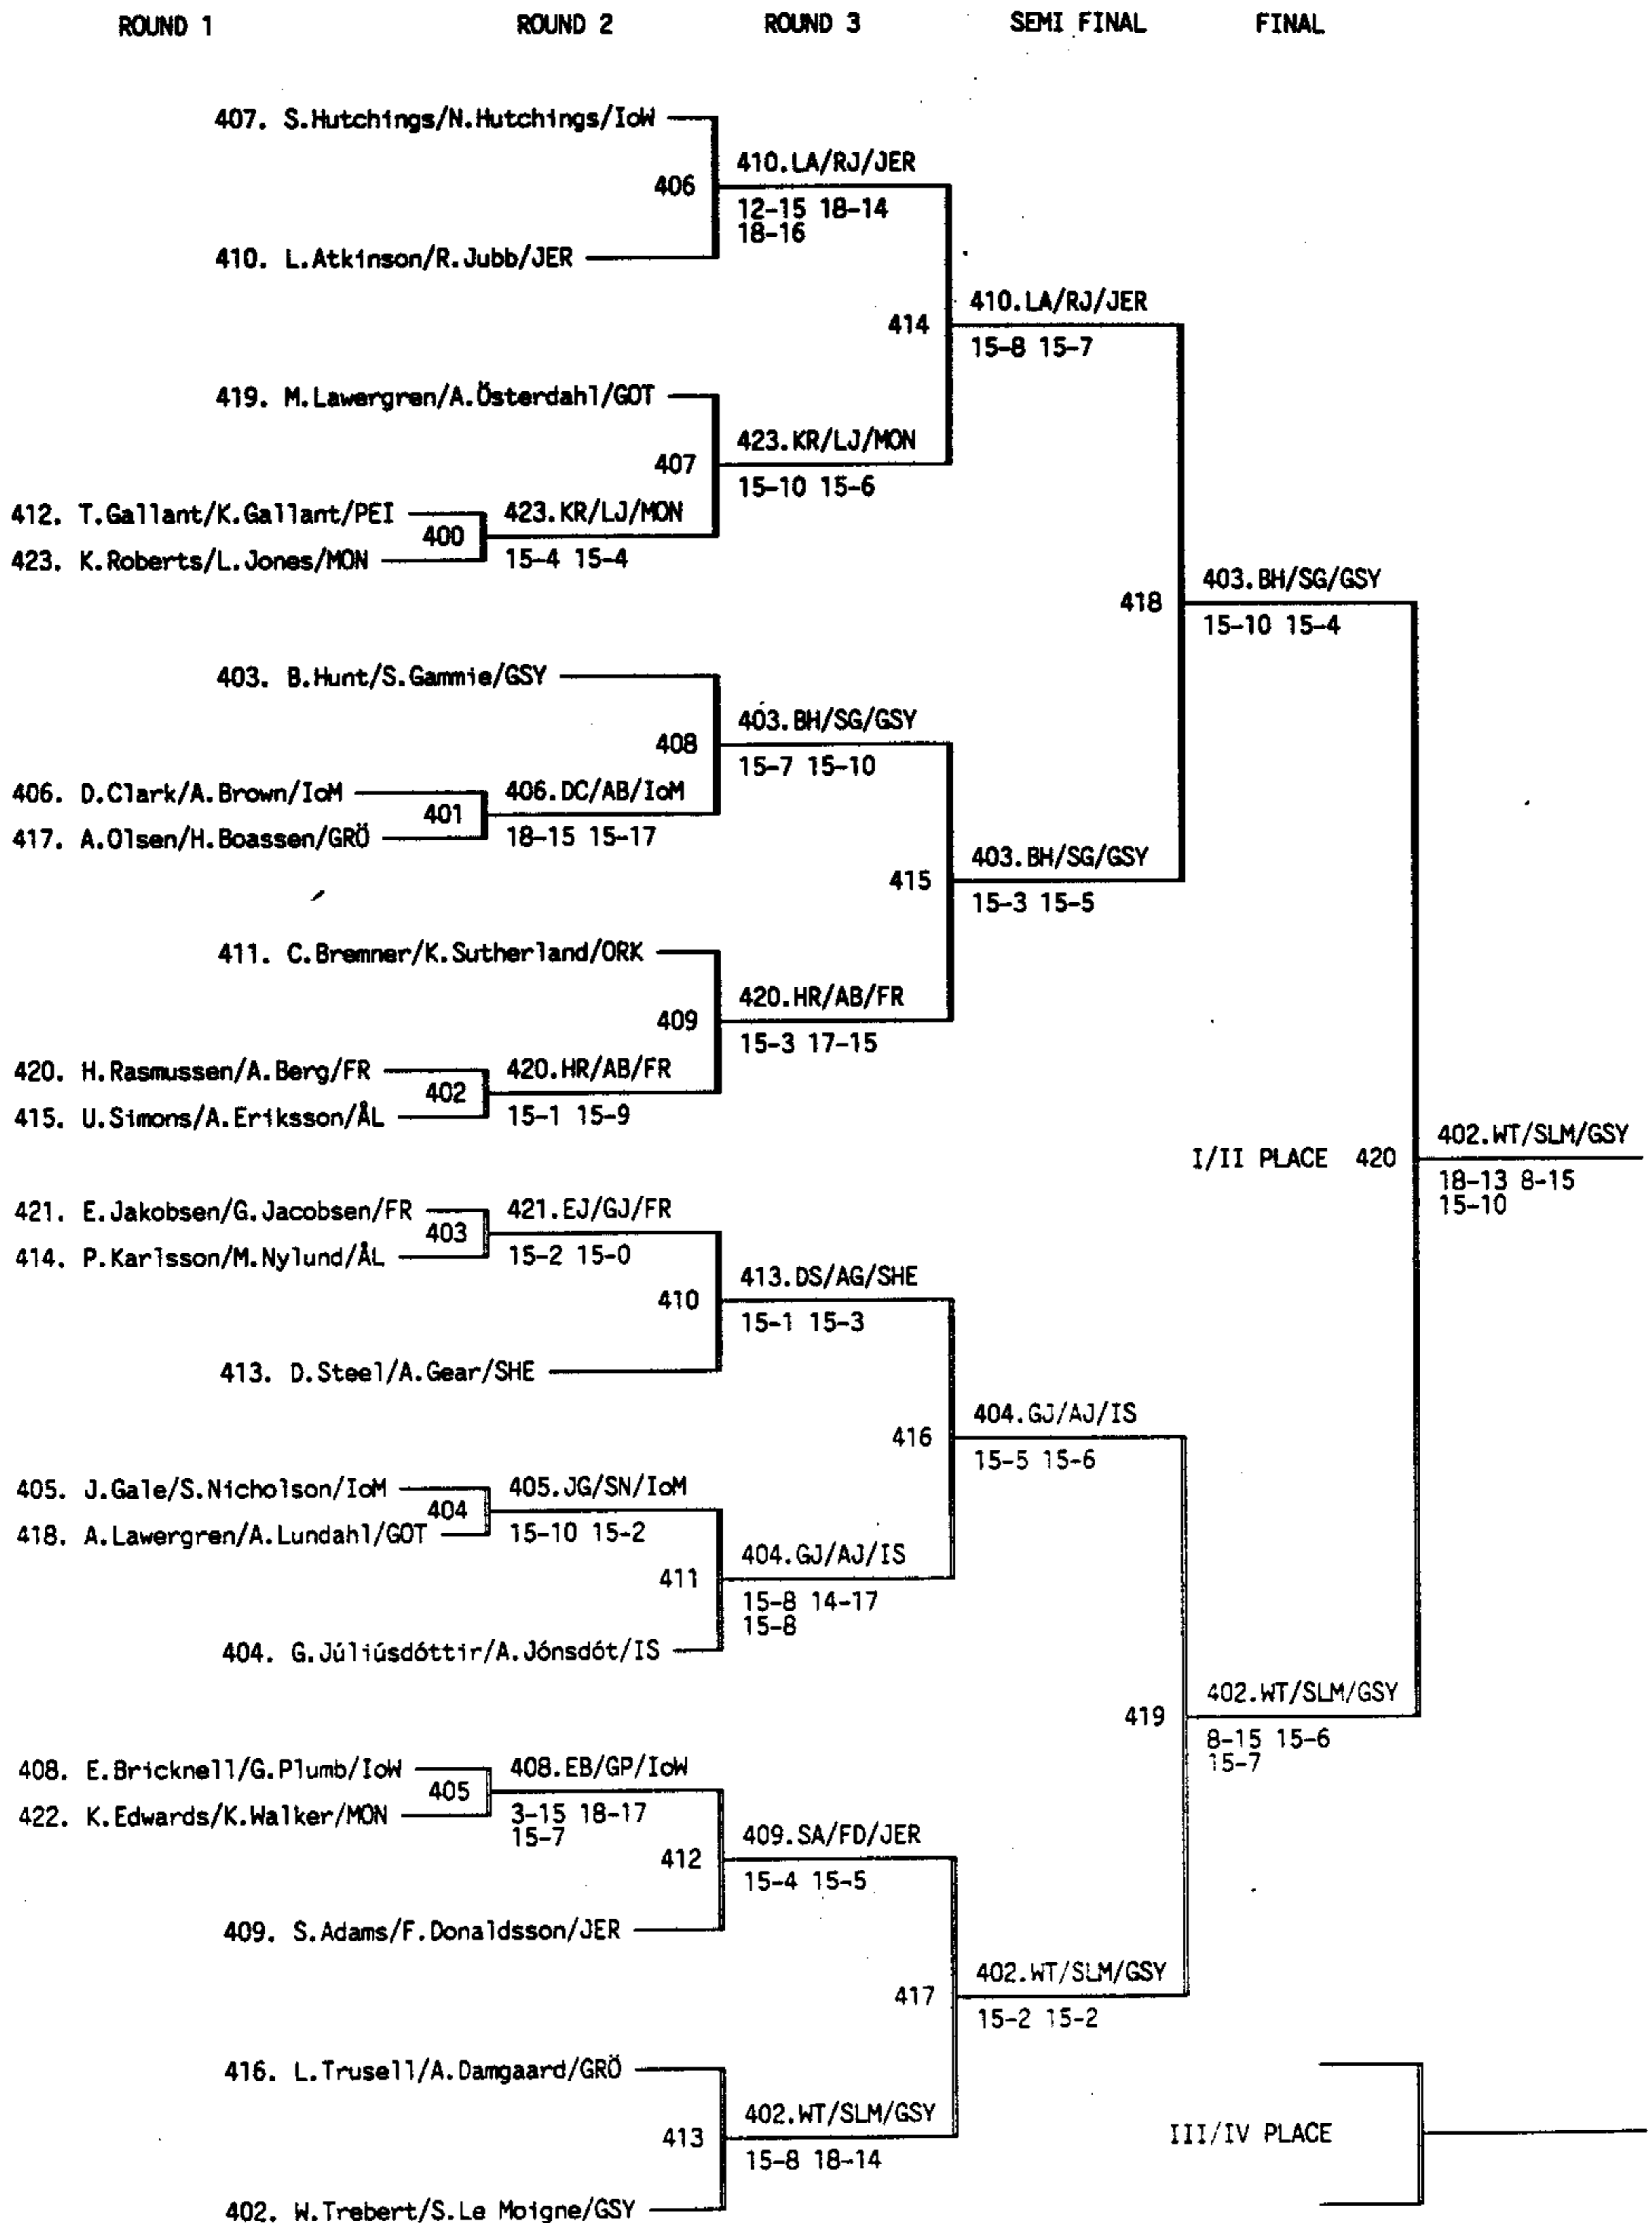 ROUND 1 ROUND 2 ROUND 3 SEMI FINAL FINAL
407. S.Hutchings/N.Hutchings/IoW
406
410.LA/RJ/JER
12-15 18-14
18-16
410. L.Atkinson/R.Jubb/JER
414
410.LA/RJ/JER
15-8 15-7
419. M.Lawergren/A.Österdahl/GOT
407
423.KR/LJ/MON
15-10 15-6
412. T.Gallant/K.Gallant/PEI
400
423.KR/LJ/MON
423. K.Roberts/L.Jones/MON
15-4 15-4
418
403.BH/SG/GSY
15-10 15-4
403. B.Hunt/S.Gammie/GSY
408
403.BH/SG/GSY
15-7 15-10
406. D.Clark/A.Brown/IoM
401
406.DC/AB/IoM
417. A.Olsen/H.Boassen/GRÖ
18-15 15-17
415
403.BH/SG/GSY
15-3 15-5
411. C.Bremner/K.Sutherland/ORK
409
420.HR/AB/FR
15-3 17-15
420. H.Rasmussen/A.Berg/FR
402
420.HR/AB/FR
415. U.Simons/A.Eriksson/ÅL
15-1 15-9
I/II PLACE 420
402.WT/SLM/GSY
18-13 8-15
15-10
421. E.Jakobsen/G.Jacobsen/FR
403
421.EJ/GJ/FR
414. P.Karlsson/M.Nylund/ÅL
15-2 15-0
410
413.DS/AG/SHE
15-1 15-3
413. D.Steel/A.Gear/SHE
416
404.GJ/AJ/IS
15-5 15-6
405. J.Gale/S.Nicholson/IoM
404
405.JG/SN/IoM
418. A.Lawergren/A.Lundahl/GOT
15-10 15-2
411
404.GJ/AJ/IS
15-8 14-17
15-8
404. G.Júliúsdóttir/A.Jónsdót/IS
419
402.WT/SLM/GSY
8-15 15-6
15-7
408. E.Bricknell/G.Plumb/IoW
405
408.EB/GP/IoW
422. K.Edwards/K.Walker/MON
3-15 18-17
15-7
412
409.SA/FD/JER
15-4 15-5
409. S.Adams/F.Donaldsson/JER
417
402.WT/SLM/GSY
15-2 15-2
416. L.Trusell/A.Damgaard/GRÖ
413
402.WT/SLM/GSY
15-8 18-14
III/IV PLACE
402. W.Trebert/S.Le Moigne/GSY